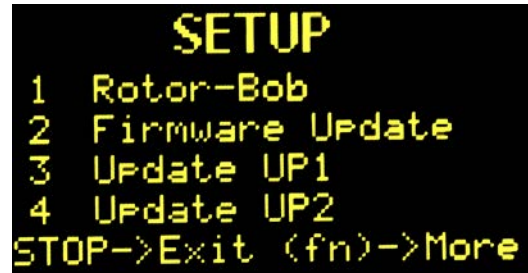 SETUP
1 Rotor-Bob
2 Firmware Update
3 Update UP1
4 Update UP2
STOP->Exit (fn)->More